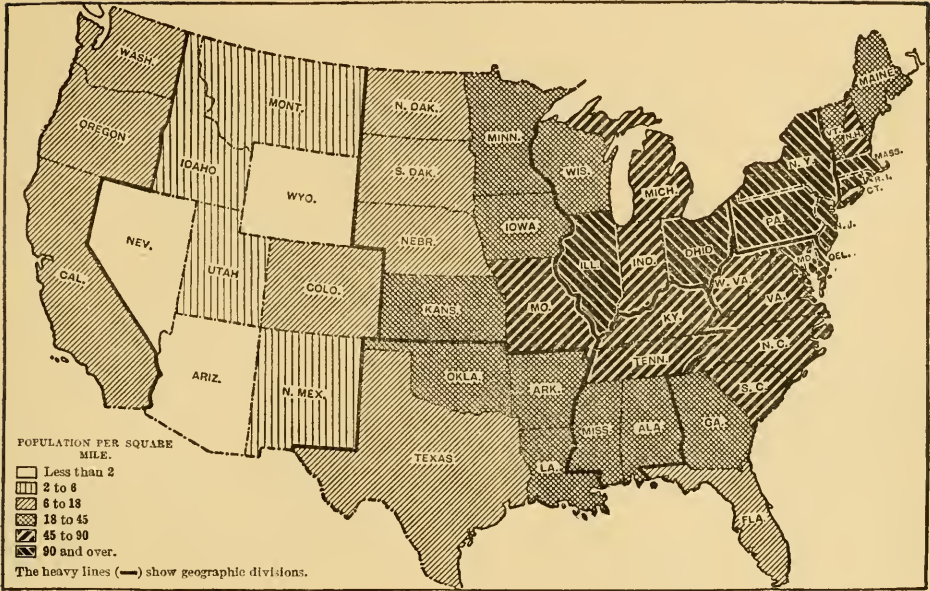 WASH.
OREGON
CAL.
NEV.
IDAHO
MONT.
WYO.
UTAH
COLO.
ARIZ.
N. MEX.
N. DAK.
S. DAK.
NEBR.
KANS.
OKLA.
TEXAS
MINN.
IOWA
MO.
ARK.
LA.
WIS.
ILL.
MICH.
IND.
OHIO
KY.
TENN.
MISS.
ALA.
GA.
FLA.
S. C.
N. C.
VA.
W. VA.
MD.
DEL.
PA.
N.J.
N. Y.
CT.
R.I.
MASS.
VT.
N.H.
MAINE
POPULATION PER SQUARE
MILE.
Less than 2
2 to 6
6 to 18
18 to 45
45 to 90
90 and over.
The heavy lines (━) show geographic divisions.